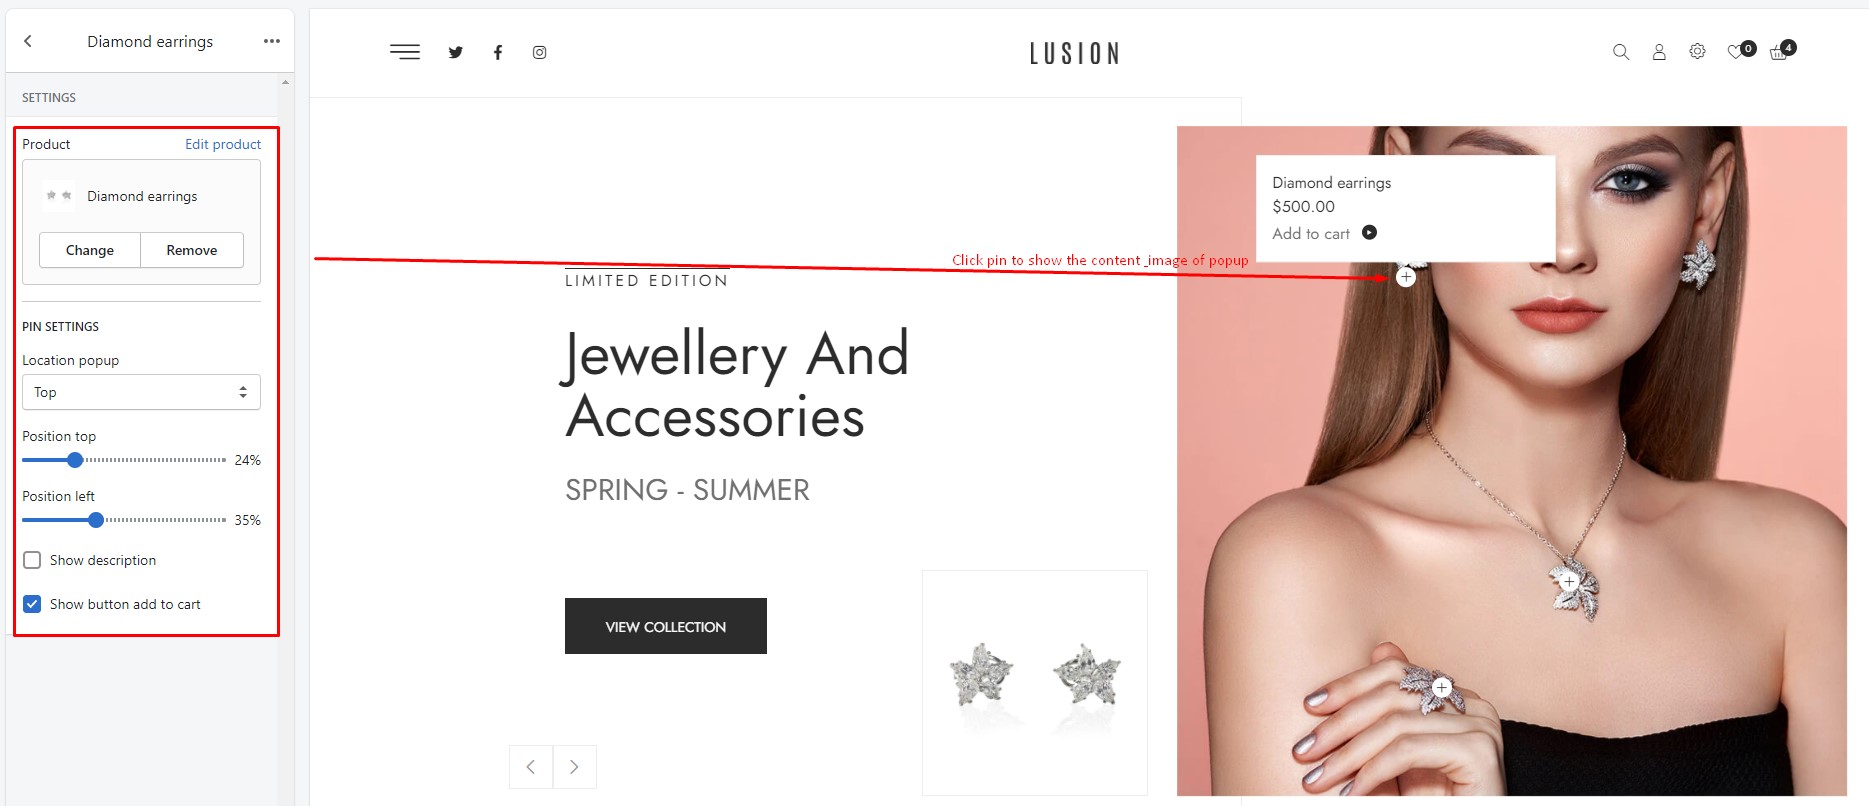 Diamond earrings
SETTINGS
Product
Edit product
Diamond earrings
Change
Remove
PIN SETTINGS
Location popup
Top
Position top
24%
Position left
35%
Show description
Show button add to cart
LUSION
0
4
Diamond earrings
$500.00
Add to cart
Click pin to show the content_image of popup
LIMITED EDITION
Jewellery And
Accessories
SPRING - SUMMER
VIEW COLLECTION